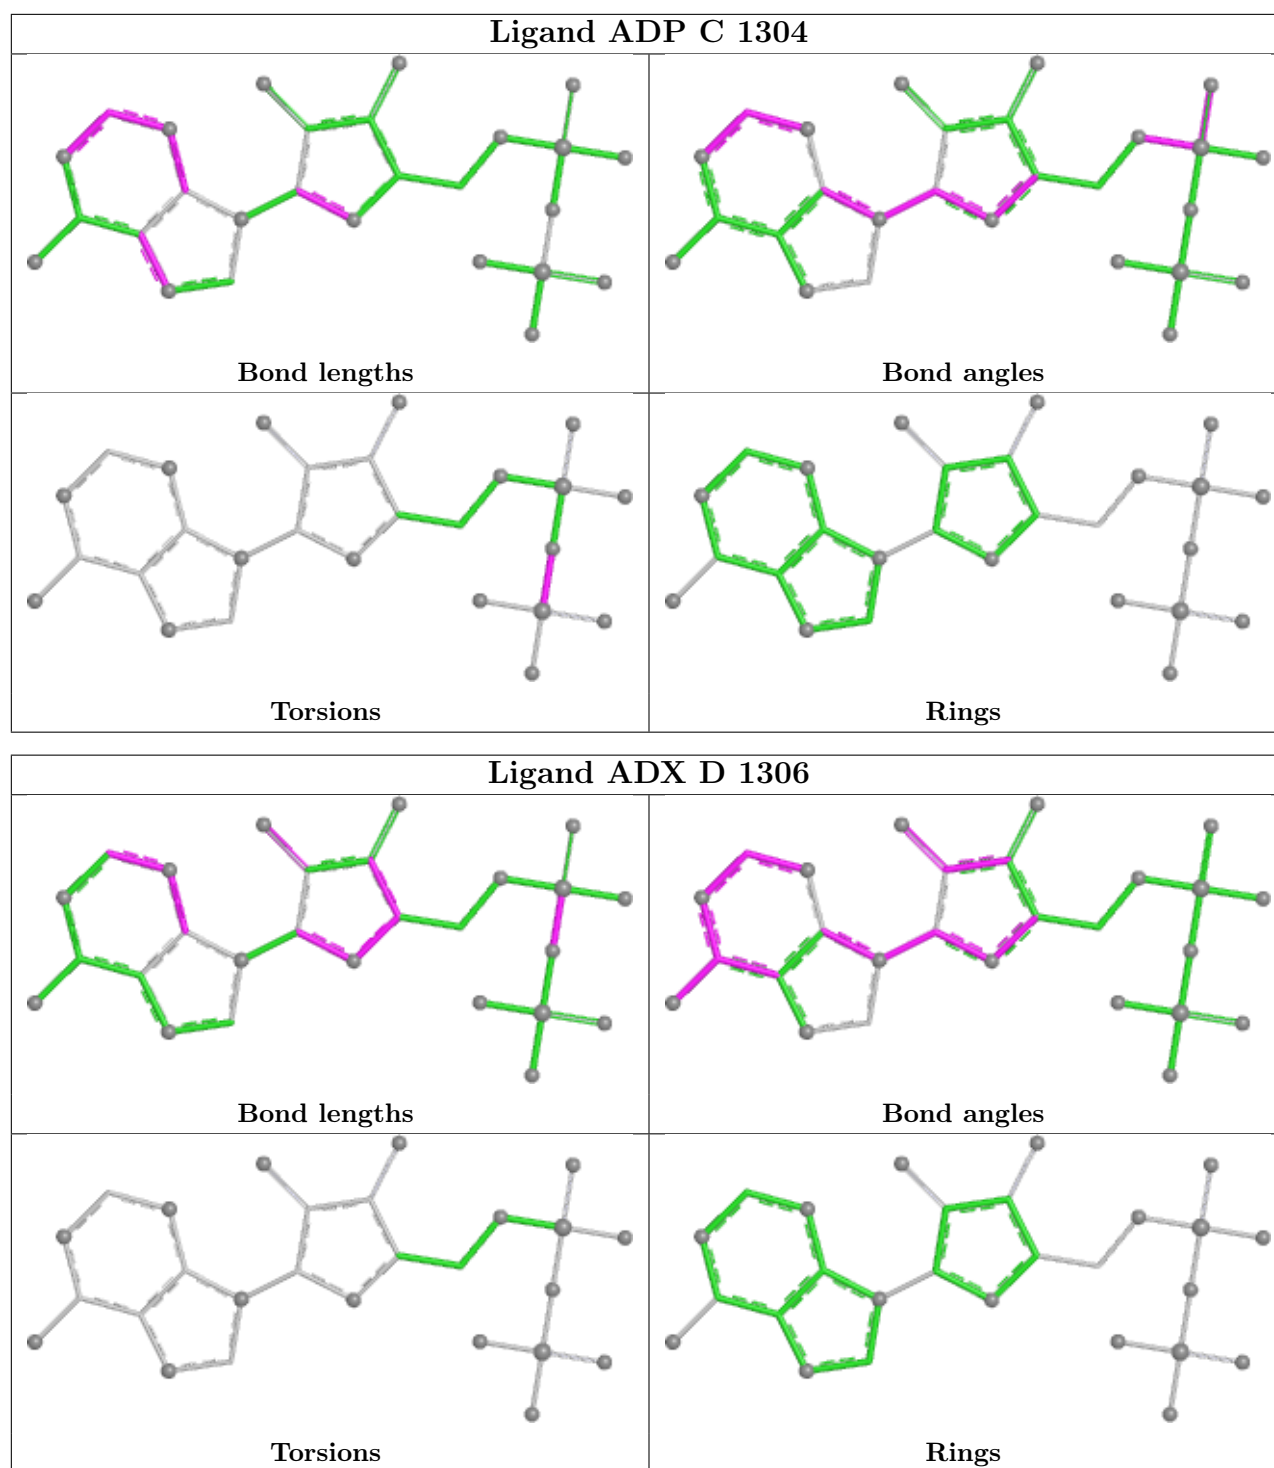 Ligand ADP C 1304
Bond lengths
Bond angles
Torsions
Rings
Ligand ADX D 1306
Bond lengths
Bond angles
Torsions
Rings